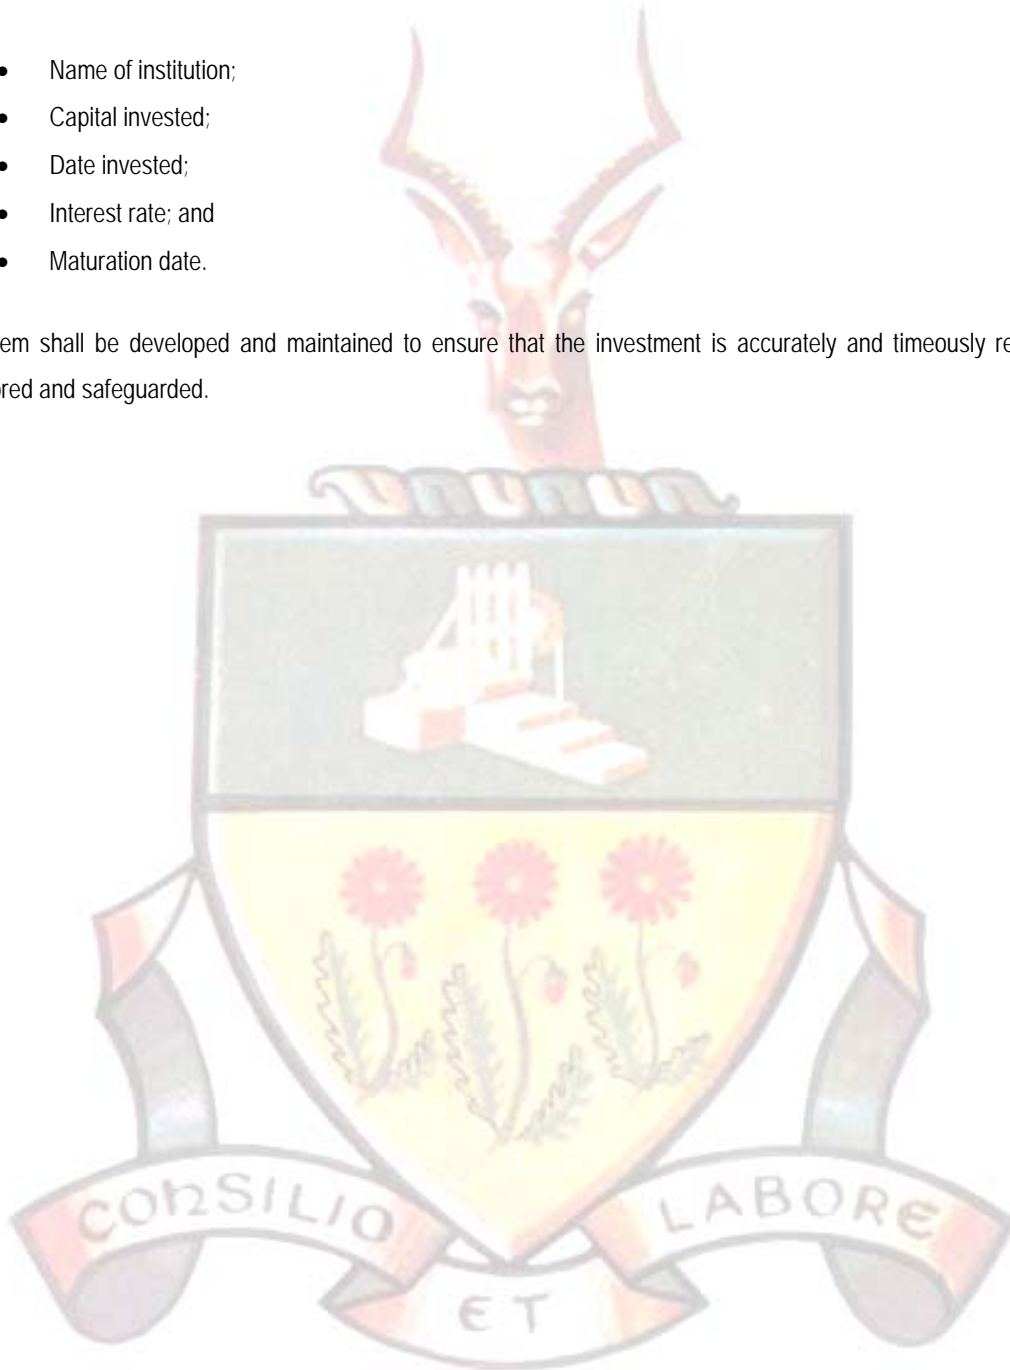 • Name of institution;
• Capital invested;
• Date invested;
• Interest rate; and
• Maturation date.
em shall be developed and maintained to ensure that the investment is accurately and timeously re
red and safeguarded.
CONSILIO
LABORE
ET